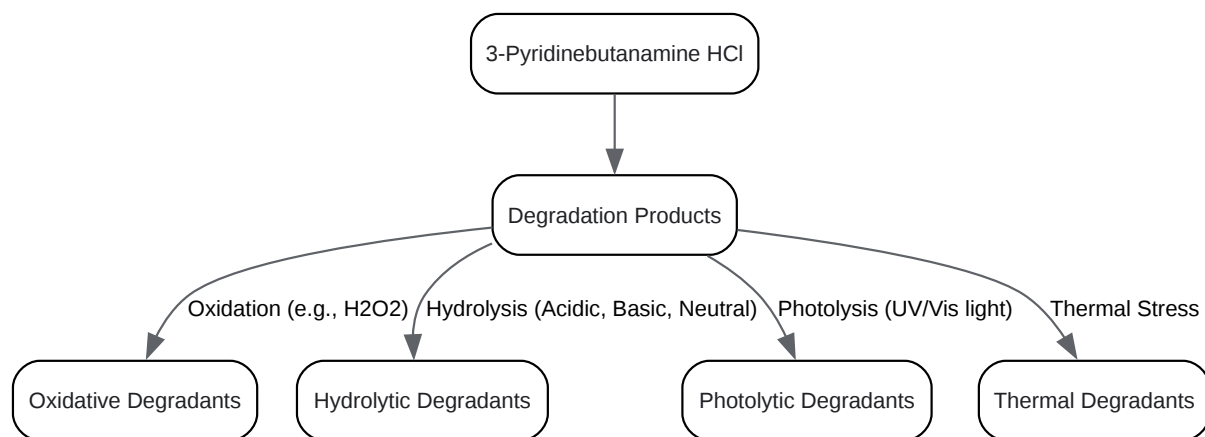 3-Pyridinebutanamine HCl
Degradation Products
Oxidation (e.g., H2O2)
Hydrolysis (Acidic, Basic, Neutral)
Photolysis (UV/Vis light)
Thermal Stress
Oxidative Degradants
Hydrolytic Degradants
Photolytic Degradants
Thermal Degradants